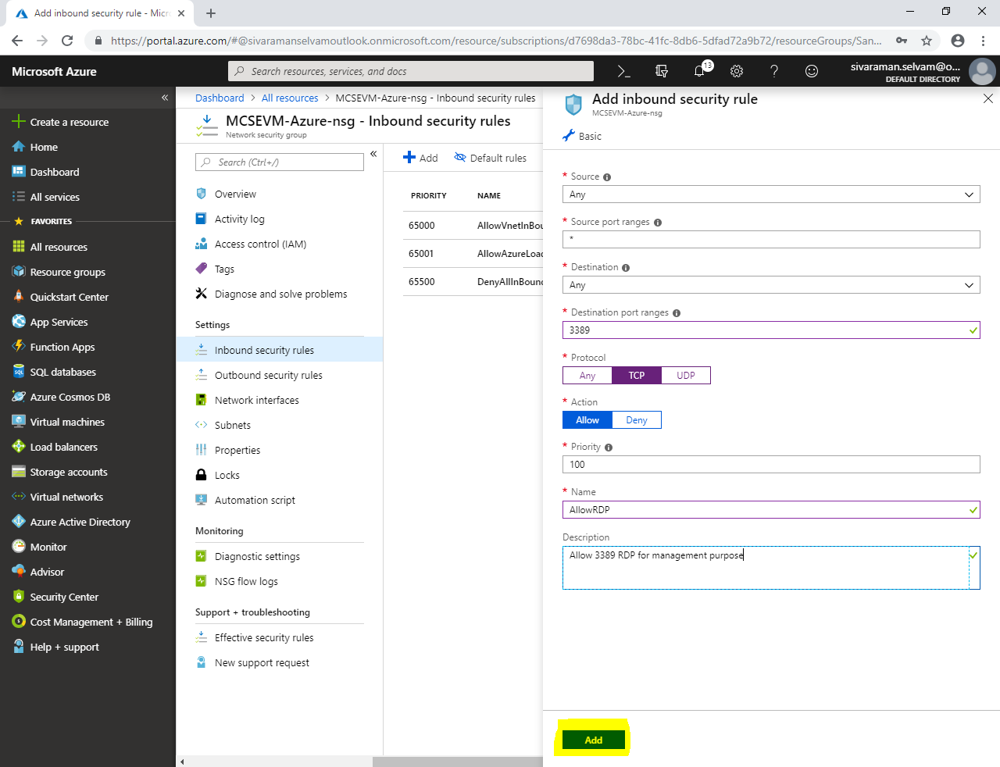 Add inbound security rule - Micr
https://portal.azure.com/#@sivaramanselvamoutlook.onmicrosoft.com/resource/subscriptions/d7698da3-78bc-41fc-8db6-5dfad72a9b72/resourceGroups/San...
Microsoft Azure
Search resources, services, and docs
13
sivaraman.selvam@o...
DEFAULT DIRECTORY
Create a resource
Home
Dashboard
All services
FAVORITES
All resources
Resource groups
Quickstart Center
App Services
Function Apps
SQL databases
Azure Cosmos DB
Virtual machines
Load balancers
Storage accounts
Virtual networks
Azure Active Directory
Monitor
Advisor
Security Center
Cost Management + Billing
Help + support
Dashboard > All resources > MCSEVM-Azure-nsg - Inbound security rules
MCSEVM-Azure-nsg - Inbound security rules
Network security group
Search (Ctrl+/)
Overview
Activity log
Access control (IAM)
Tags
Diagnose and solve problems
Settings
Inbound security rules
Outbound security rules
Network interfaces
Subnets
Properties
Locks
Automation script
Monitoring
Diagnostic settings
NSG flow logs
Support + troubleshooting
Effective security rules
New support request
Add Default rules
PRIORITY NAME
65000 AllowVnetInBou
65001 AllowAzureLoad
65500 DenyAllInBound
Add inbound security rule
MCSEVM-Azure-nsg
Basic
* Source
Any
* Source port ranges
*
* Destination
Any
* Destination port ranges
3389
* Protocol
Any TCP UDP
* Action
Allow Deny
* Priority
100
* Name
AllowRDP
Description
Allow 3389 RDP for management purpose
Add